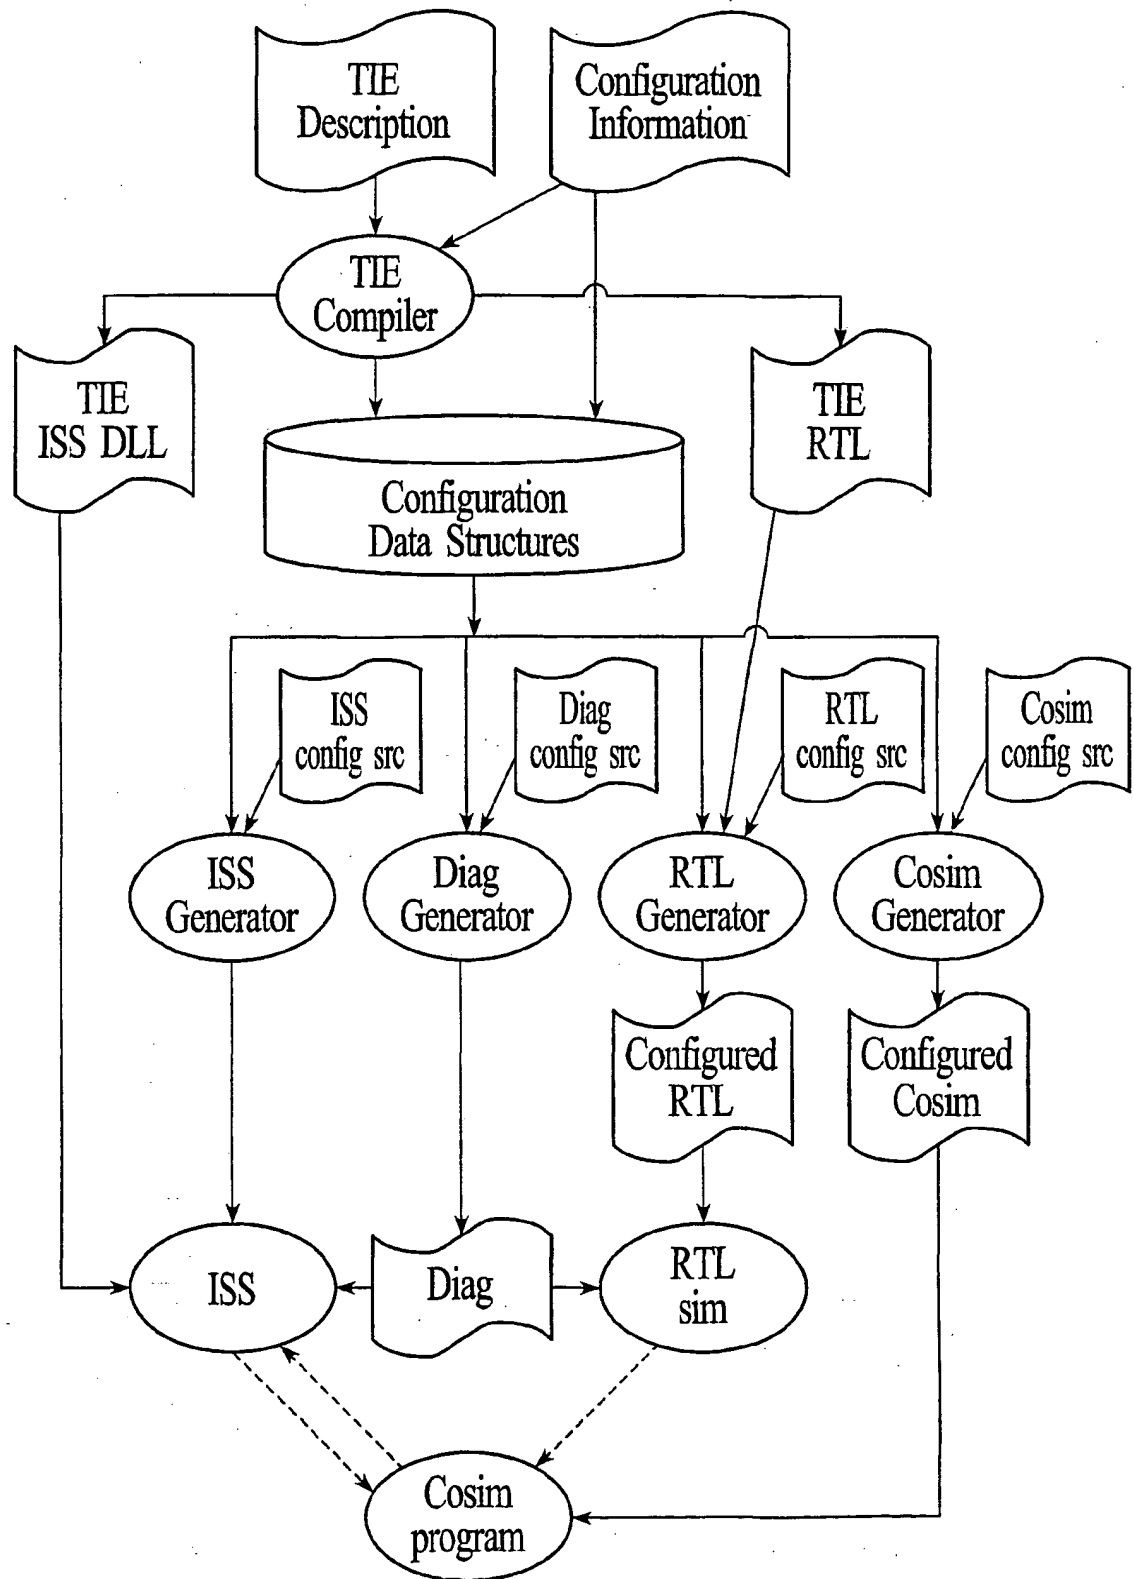 TIE
Description
Configuration
Information
TIE
Compiler
TIE
ISS DLL
TIE
RTL
Configuration
Data Structures
ISS
config src
Diag
config src
RTL
config src
Cosim
config src
ISS
Generator
Diag
Generator
RTL
Generator
Cosim
Generator
Configured
RTL
Configured
Cosim
ISS
Diag
RTL
sim
Cosim
program